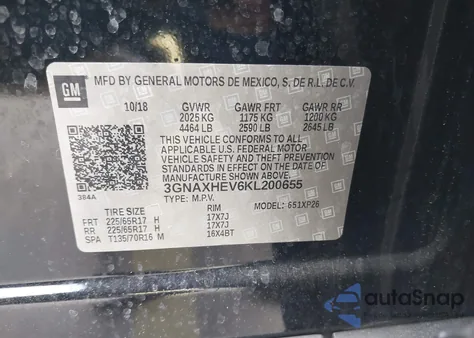 GM
MFD BY GENERAL MOTORS DE MEXICO, S. DE R.L. DE C.V.
10/18 GVWR GAWR FRT GAWR RR
2025 KG 1175 KG 1200 KG
4464 LB 2590 LB 2645 LB
THIS VEHICLE CONFORMS TO ALL
APPLICABLE U.S. FEDERAL MOTOR
VEHICLE SAFETY, BUMPER, AND THEFT
PREVENTION STANDARDS IN EFFECT ON
THE DATE OF MANUFACTURE SHOWN ABOVE.
384A
3GNAXHEV6KL200655
TYPE: M.P.V. MODEL: 651XP26
TIRE SIZE RIM
FRT 225/65R17 H 17X7J
RR 225/65R17 H 17X7J
SPA T135/70R16 M 16X4BT
autoSnap